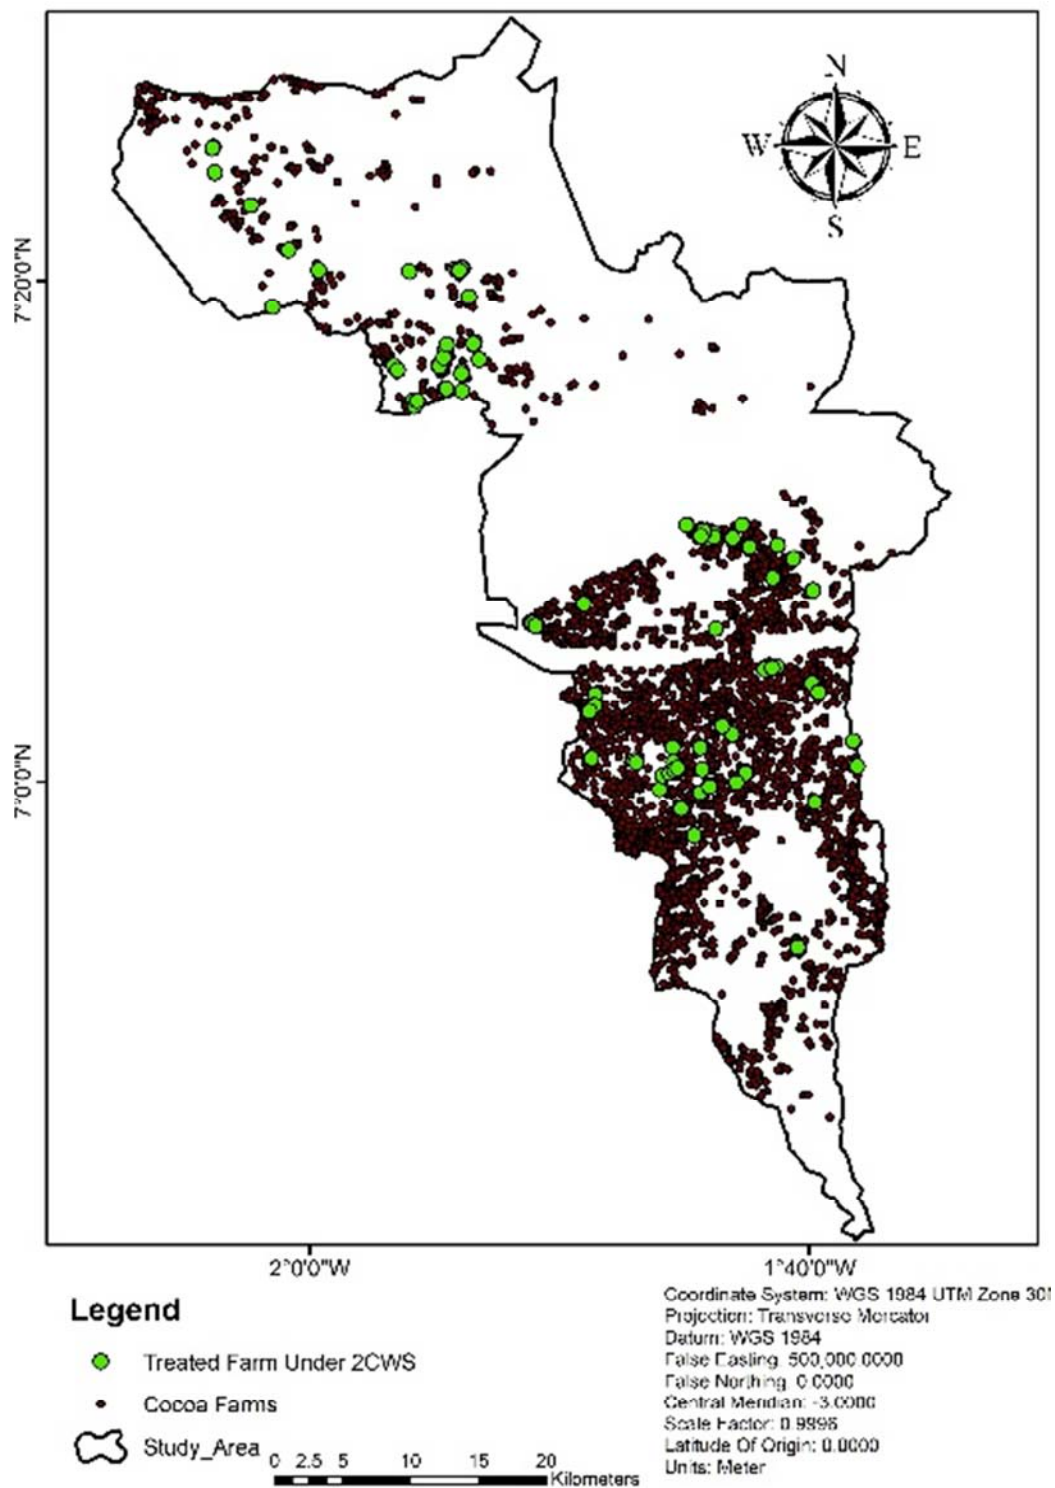 N
W E
S
7°20'0"N
7°0'0"N
2°0'0"W 1°40'0"W
Legend
Treated Farm Under 2CWS
Cocoa Farms
Study_Area
0 2.5 5 10 15 20
Kilometers
Coordinate System: WGS 1984 UTM Zone 30
Projection: Transverse Mercator
Datum: WGS 1984
False Easting: 500,000.0000
False Northing: 0.0000
Central Meridian: -3.0000
Scale Factor: 0.9996
Latitude Of Origin: 0.0000
Units: Meter